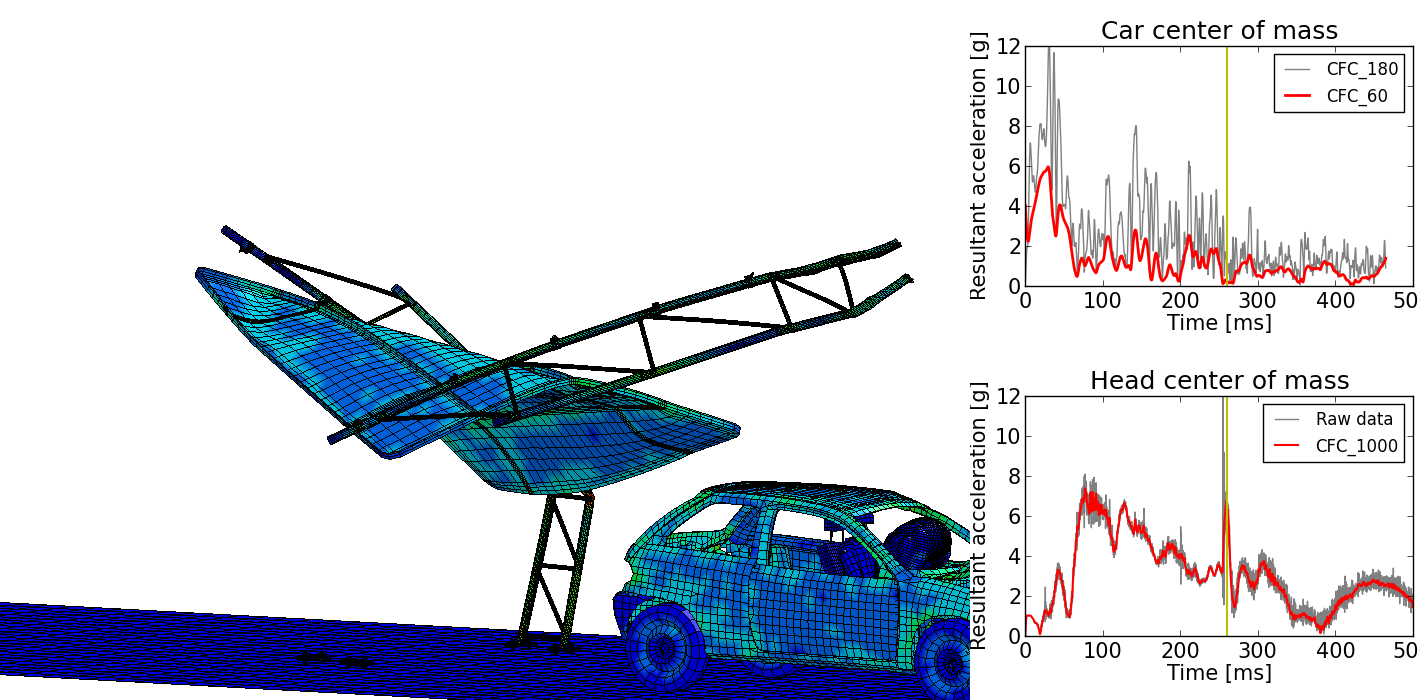 Car center of mass
Resultant acceleration [g]
12
10
8
6
4
2
0
CFC_180
CFC_60
0 100 200 300 400 50
Time [ms]
Head center of mass
Resultant acceleration [g]
12
10
8
6
4
2
0
Raw data
CFC_1000
0 100 200 300 400 50
Time [ms]